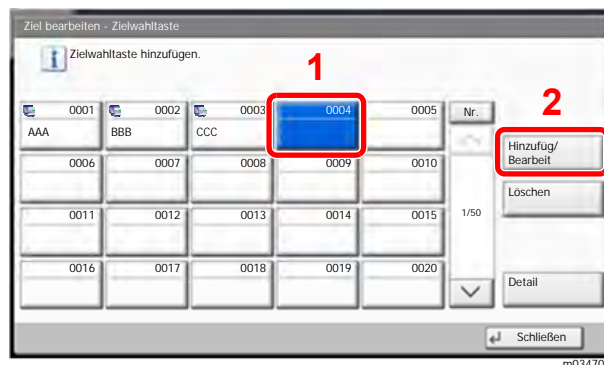 Ziel bearbeiten - Zielwahltaste
Zielwahltaste hinzufügen.
1
0001 0002 0003 0004 0005 Nr. 2
AAA BBB CCC
Hinzufüg/
Bearbeit
0006 0007 0008 0009 0010
Löschen
0011 0012 0013 0014 0015 1/50
0016 0017 0018 0019 0020
Detail
Schließen
m03470